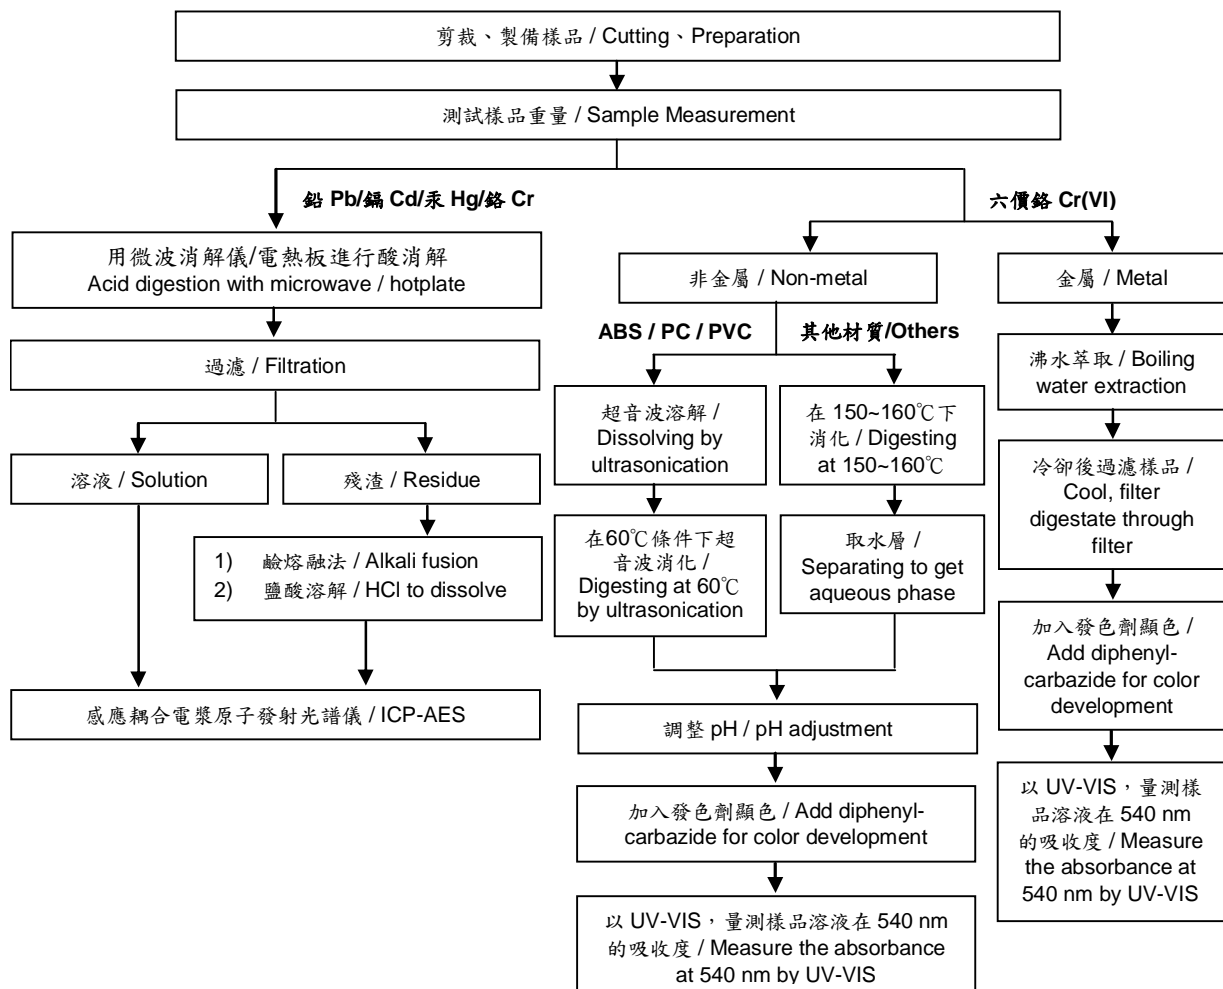 剪裁、製備樣品 / Cutting、Preparation
測試樣品重量 / Sample Measurement
鉛 Pb/鎘 Cd/汞 Hg/鉻 Cr
六價鉻 Cr(VI)
用微波消解儀/電熱板進行酸消解
Acid digestion with microwave / hotplate
過濾 / Filtration
溶液 / Solution
殘渣 / Residue
1) 鹼熔融法 / Alkali fusion
2) 鹽酸溶解 / HCl to dissolve
感應耦合電漿原子發射光譜儀 / ICP-AES
非金屬 / Non-metal
ABS / PC / PVC
其他材質/Others
超音波溶解 /
Dissolving by
ultrasonication
在60℃條件下超
音波消化 /
Digesting at 60℃
by ultrasonication
在 150~160℃下
消化 / Digesting
at 150~160℃
取水層 /
Separating to get
aqueous phase
調整 pH / pH adjustment
加入發色劑顯色 / Add diphenyl-
carbazide for color development
以 UV-VIS，量測樣品溶液在 540 nm
的吸收度 / Measure the absorbance
at 540 nm by UV-VIS
金屬 / Metal
沸水萃取 / Boiling
water extraction
冷卻後過濾樣品 /
Cool, filter
digestate through
filter
加入發色劑顯色 /
Add diphenyl-
carbazide for color
development
以 UV-VIS，量測樣
品溶液在 540 nm
的吸收度 / Measure
the absorbance at
540 nm by UV-VIS